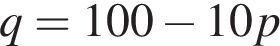 q = 100 − 10p